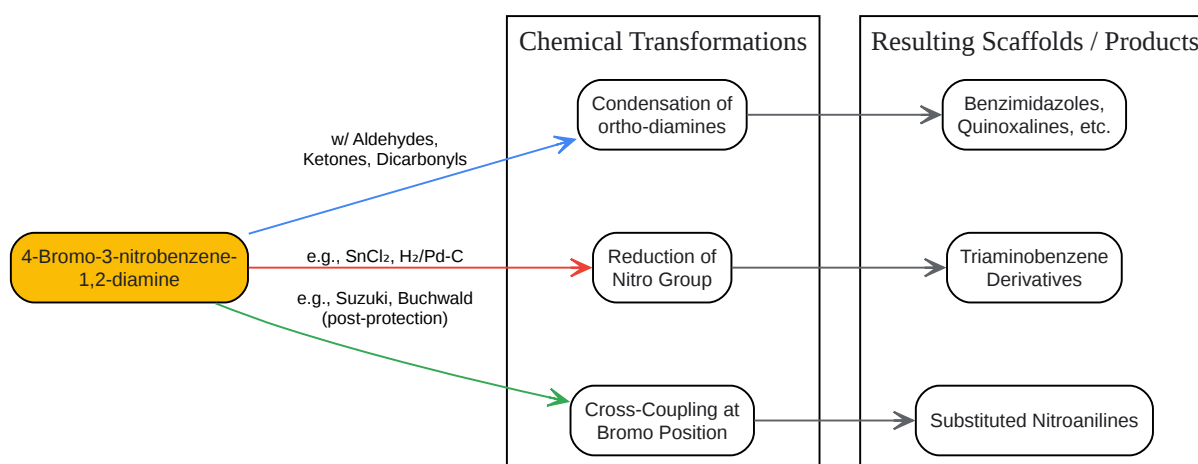 Chemical Transformations
Resulting Scaffolds / Products
Condensation of
ortho-diamines
Benzimidazoles,
Quinoxalines, etc.
w/ Aldehydes,
Ketones, Dicarbonyls
4-Bromo-3-nitrobenzene-
1,2-diamine
e.g., SnCl₂, H₂/Pd-C
Reduction of
Nitro Group
Triaminobenzene
Derivatives
e.g., Suzuki, Buchwald
(post-protection)
Cross-Coupling at
Bromo Position
Substituted Nitroanilines